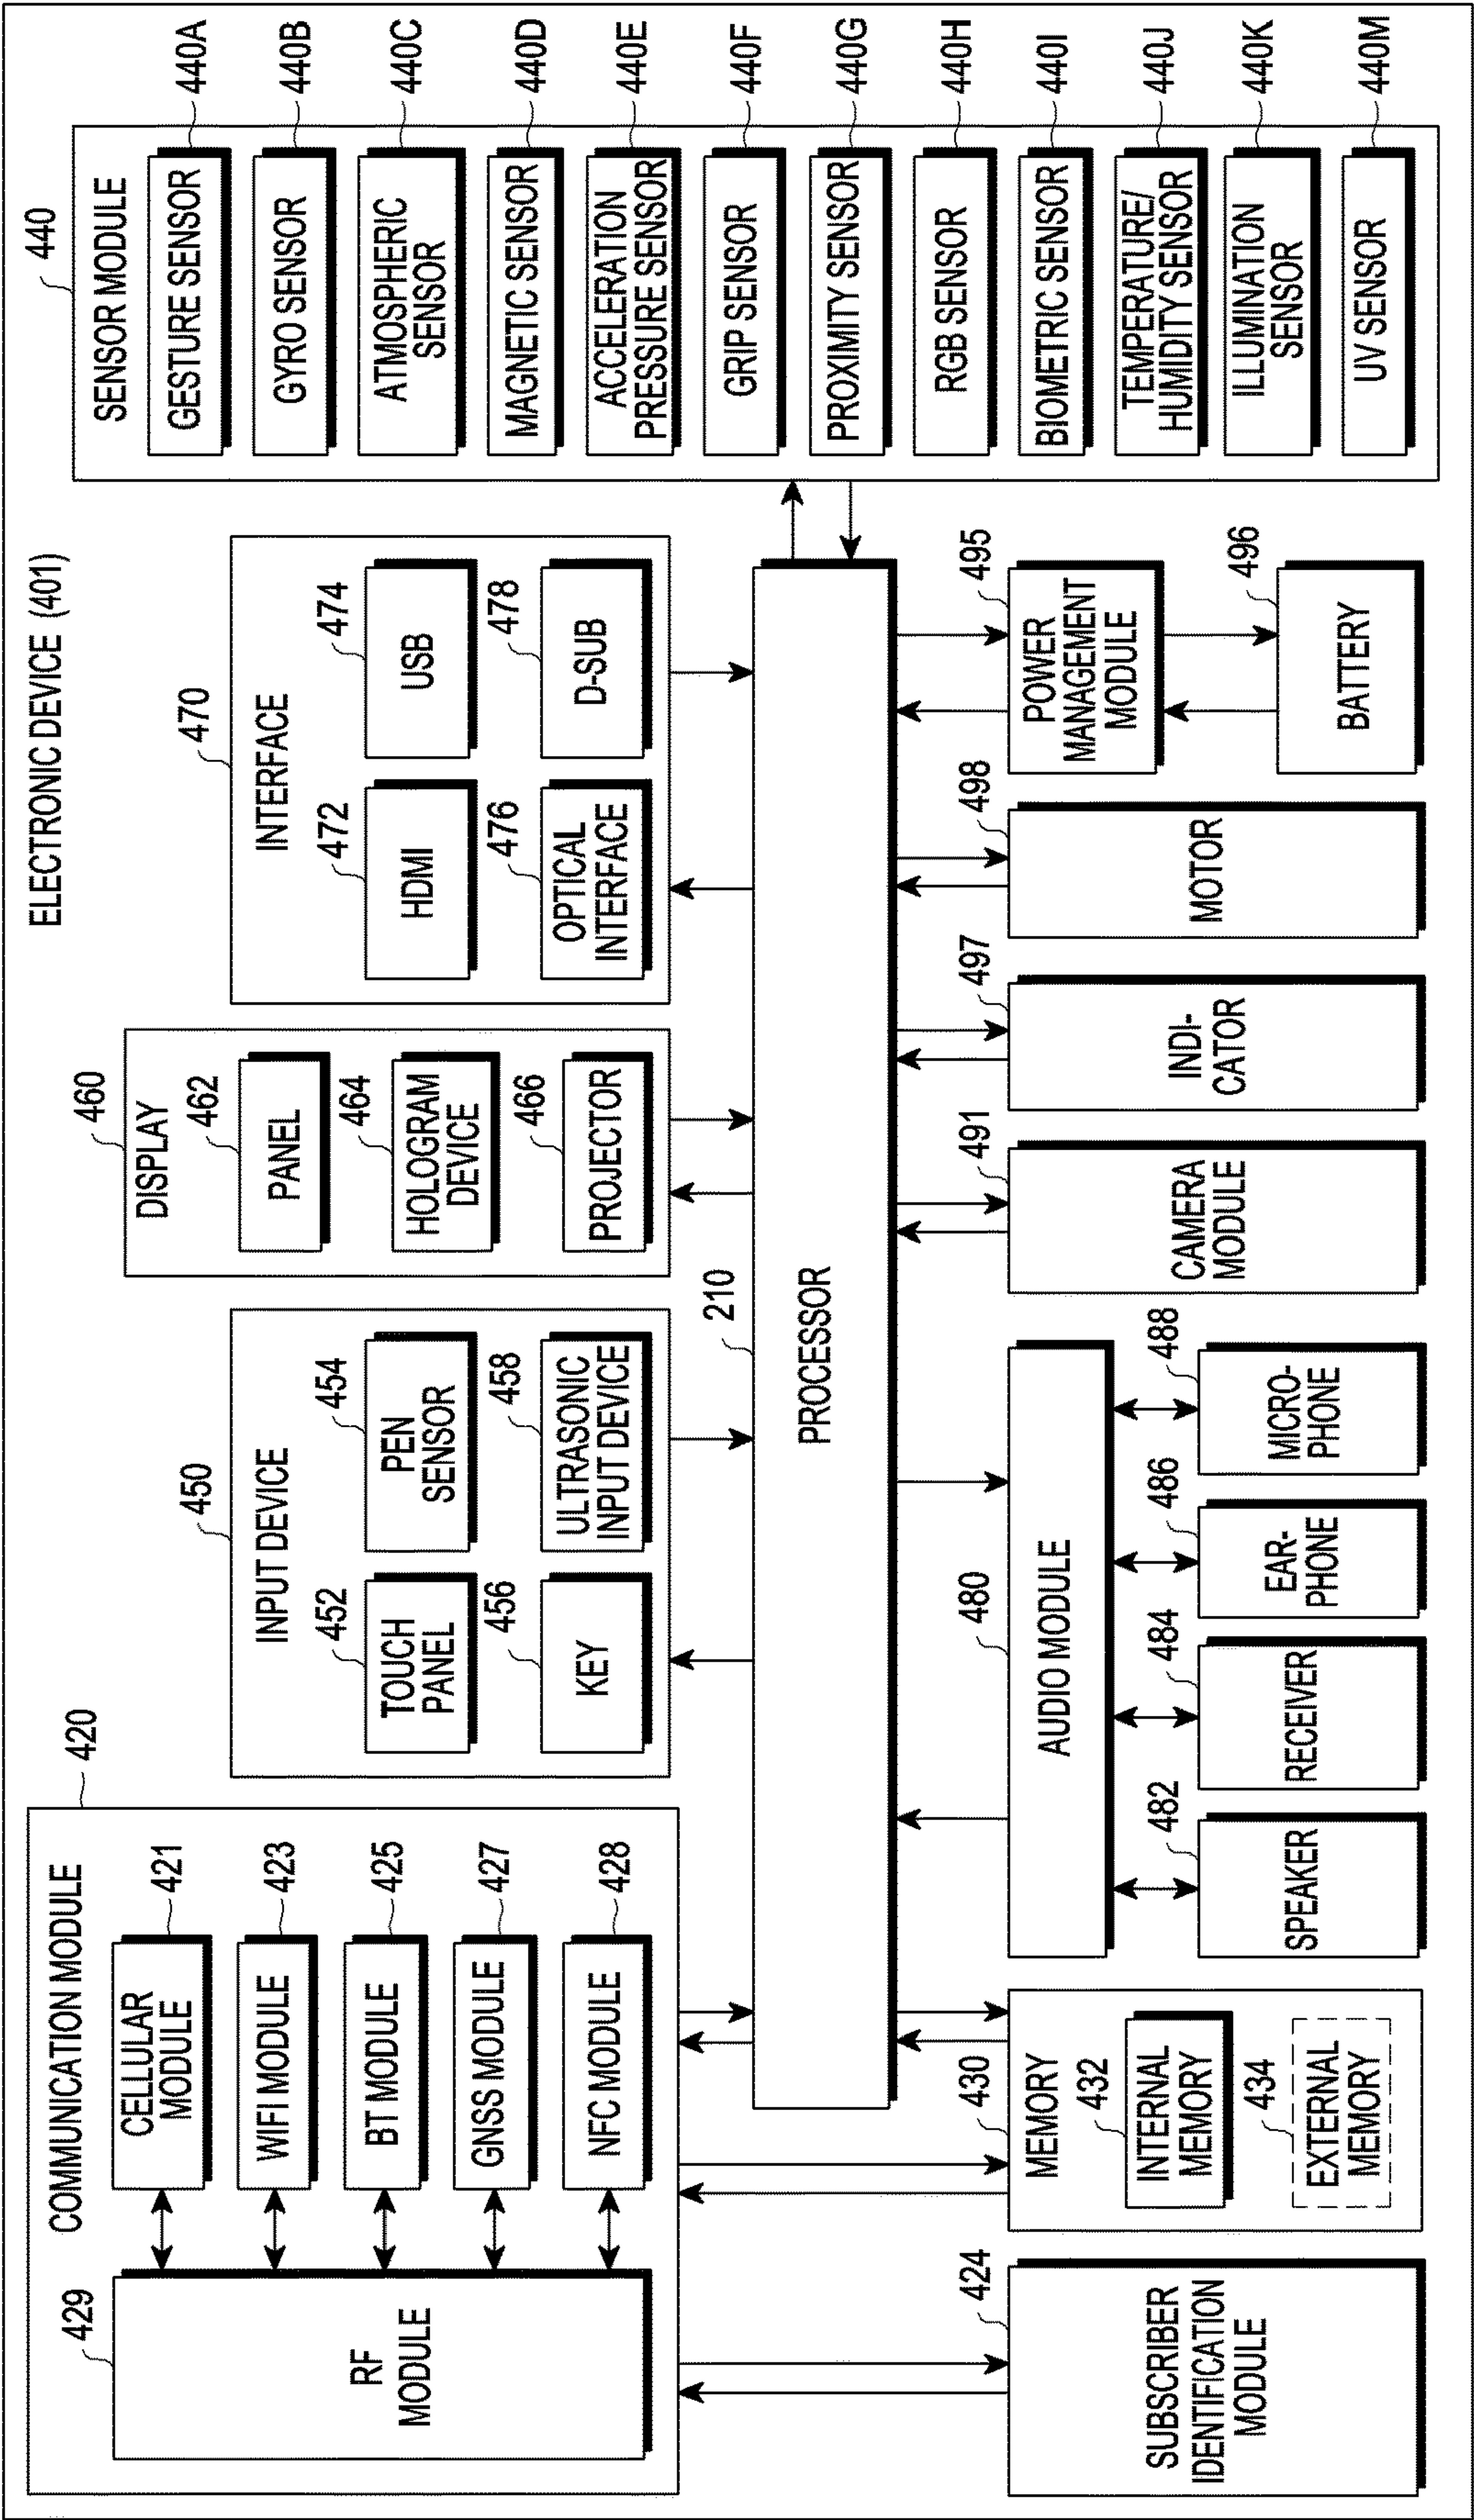 ELECTRONIC DEVICE (401)
420
COMMUNICATION MODULE
429
RF
MODULE
CELLULAR
MODULE
421
WIFI MODULE
423
BT MODULE
425
GNSS MODULE
427
NFC MODULE
428
450
INPUT DEVICE
452
TOUCH
PANEL
454
PEN
SENSOR
456
KEY
458
ULTRASONIC
INPUT DEVICE
460
DISPLAY
462
PANEL
464
HOLOGRAM
DEVICE
466
PROJECTOR
470
INTERFACE
472
HDMI
474
USB
476
OPTICAL
INTERFACE
478
D-SUB
440
SENSOR MODULE
GESTURE SENSOR
440A
GYRO SENSOR
440B
ATMOSPHERIC
SENSOR
440C
MAGNETIC SENSOR
440D
ACCELERATION
PRESSURE SENSOR
440E
GRIP SENSOR
440F
PROXIMITY SENSOR
440G
RGB SENSOR
440H
BIOMETRIC SENSOR
440I
TEMPERATURE/
HUMIDITY SENSOR
440J
ILLUMINATION
SENSOR
440K
UV SENSOR
440M
210
PROCESSOR
424
SUBSCRIBER
IDENTIFICATION
MODULE
430
MEMORY
432
INTERNAL
MEMORY
434
EXTERNAL
MEMORY
480
AUDIO MODULE
482
SPEAKER
484
RECEIVER
486
EAR-
PHONE
488
MICRO-
PHONE
491
CAMERA
MODULE
497
INDI-
CATOR
498
MOTOR
495
POWER
MANAGEMENT
MODULE
496
BATTERY